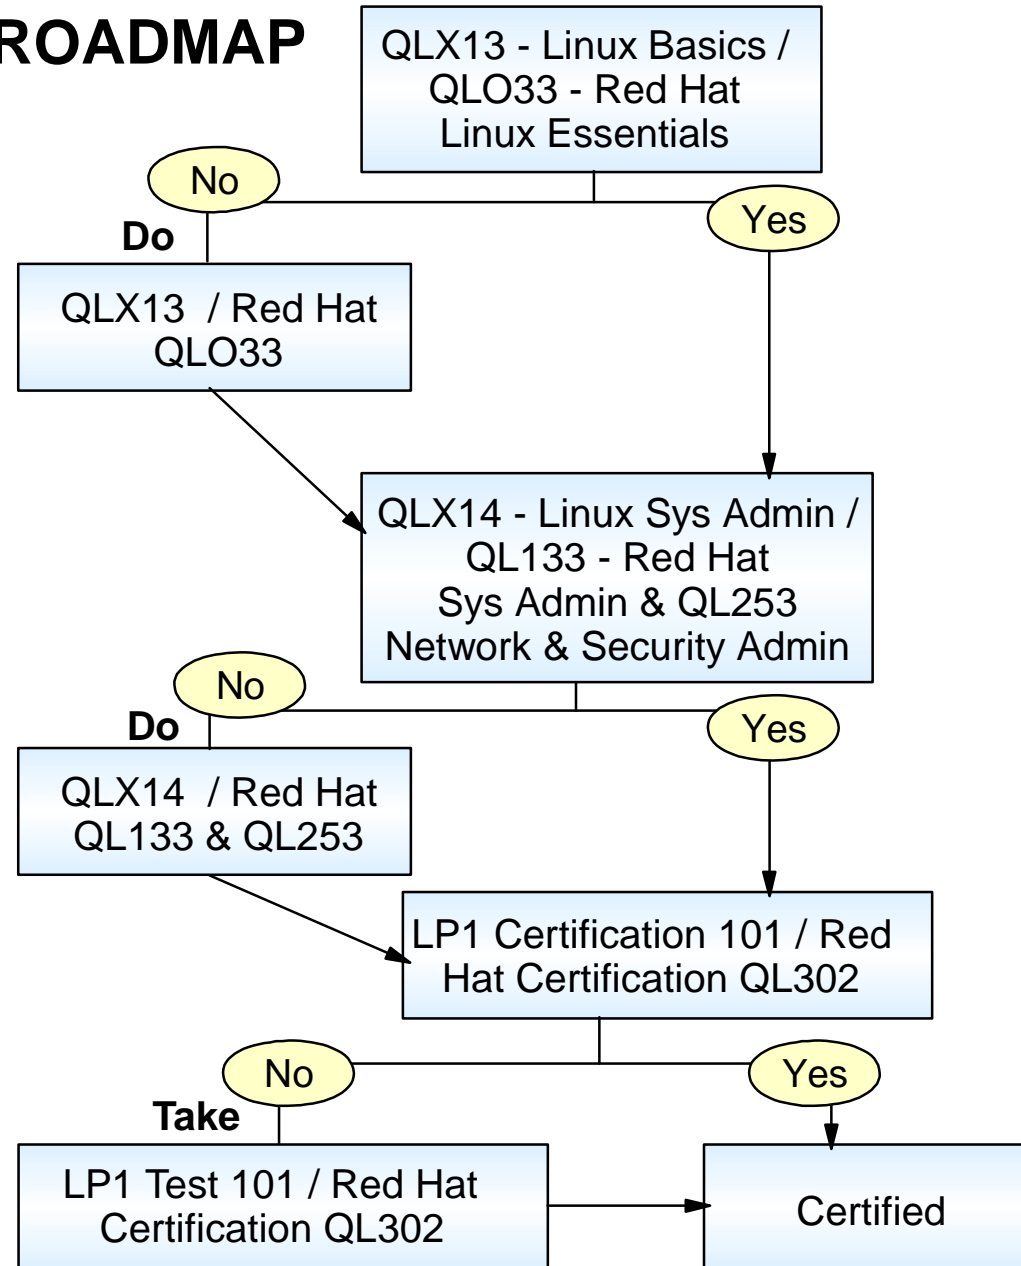 ROADMAP
QLX13 - Linux Basics /
QLO33 - Red Hat
Linux Essentials
No
Yes
Do
QLX13 / Red Hat
QLO33
QLX14 - Linux Sys Admin /
QL133 - Red Hat
Sys Admin & QL253
Network & Security Admin
No
Yes
Do
QLX14 / Red Hat
QL133 & QL253
LP1 Certification 101 / Red
Hat Certification QL302
No
Yes
Take
LP1 Test 101 / Red Hat
Certification QL302
Certified